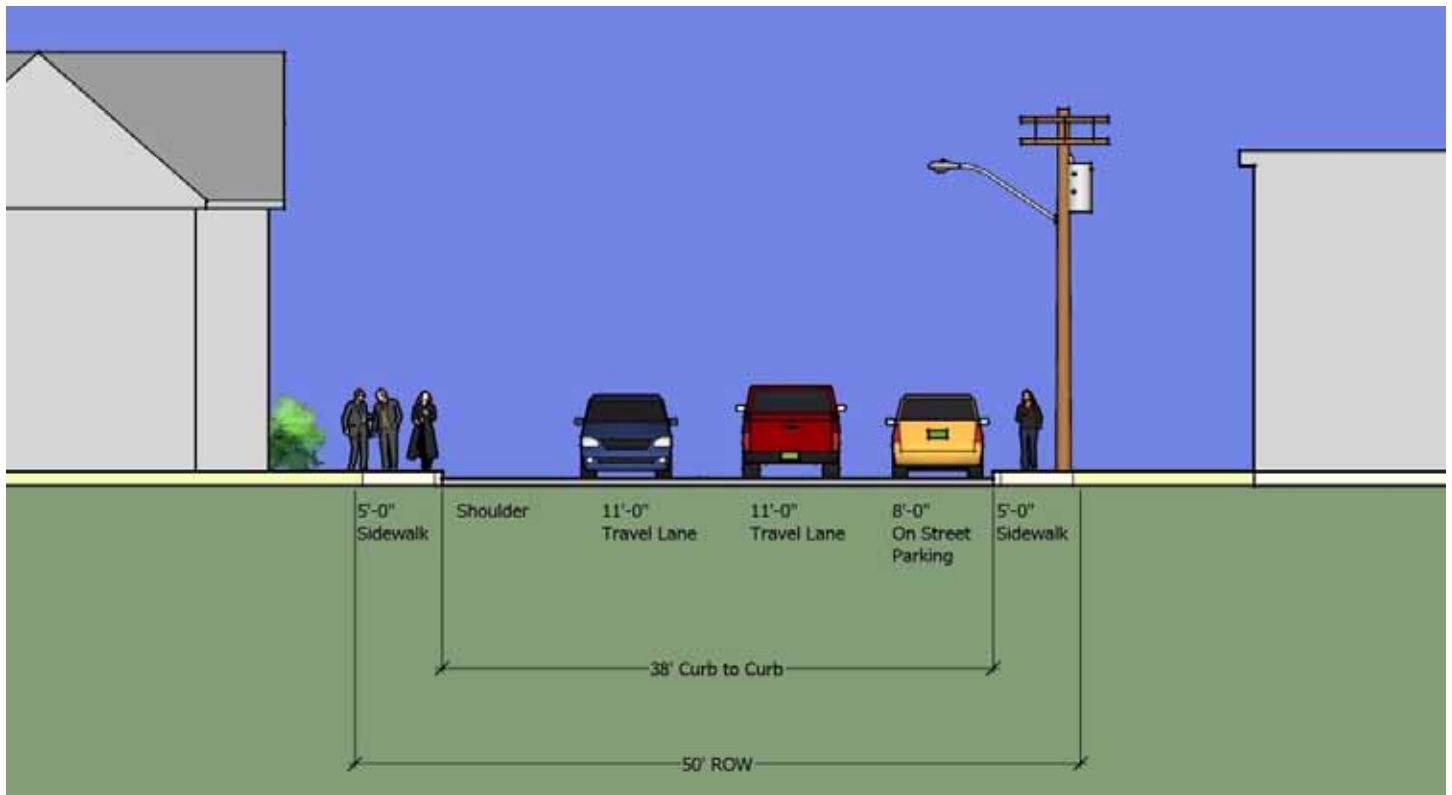 5'-0"
Sidewalk
Shoulder
11'-0"
Travel Lane
11'-0"
Travel Lane
8'-0"
On Street
Parking
5'-0"
Sidewalk
38' Curb to Curb
50' ROW